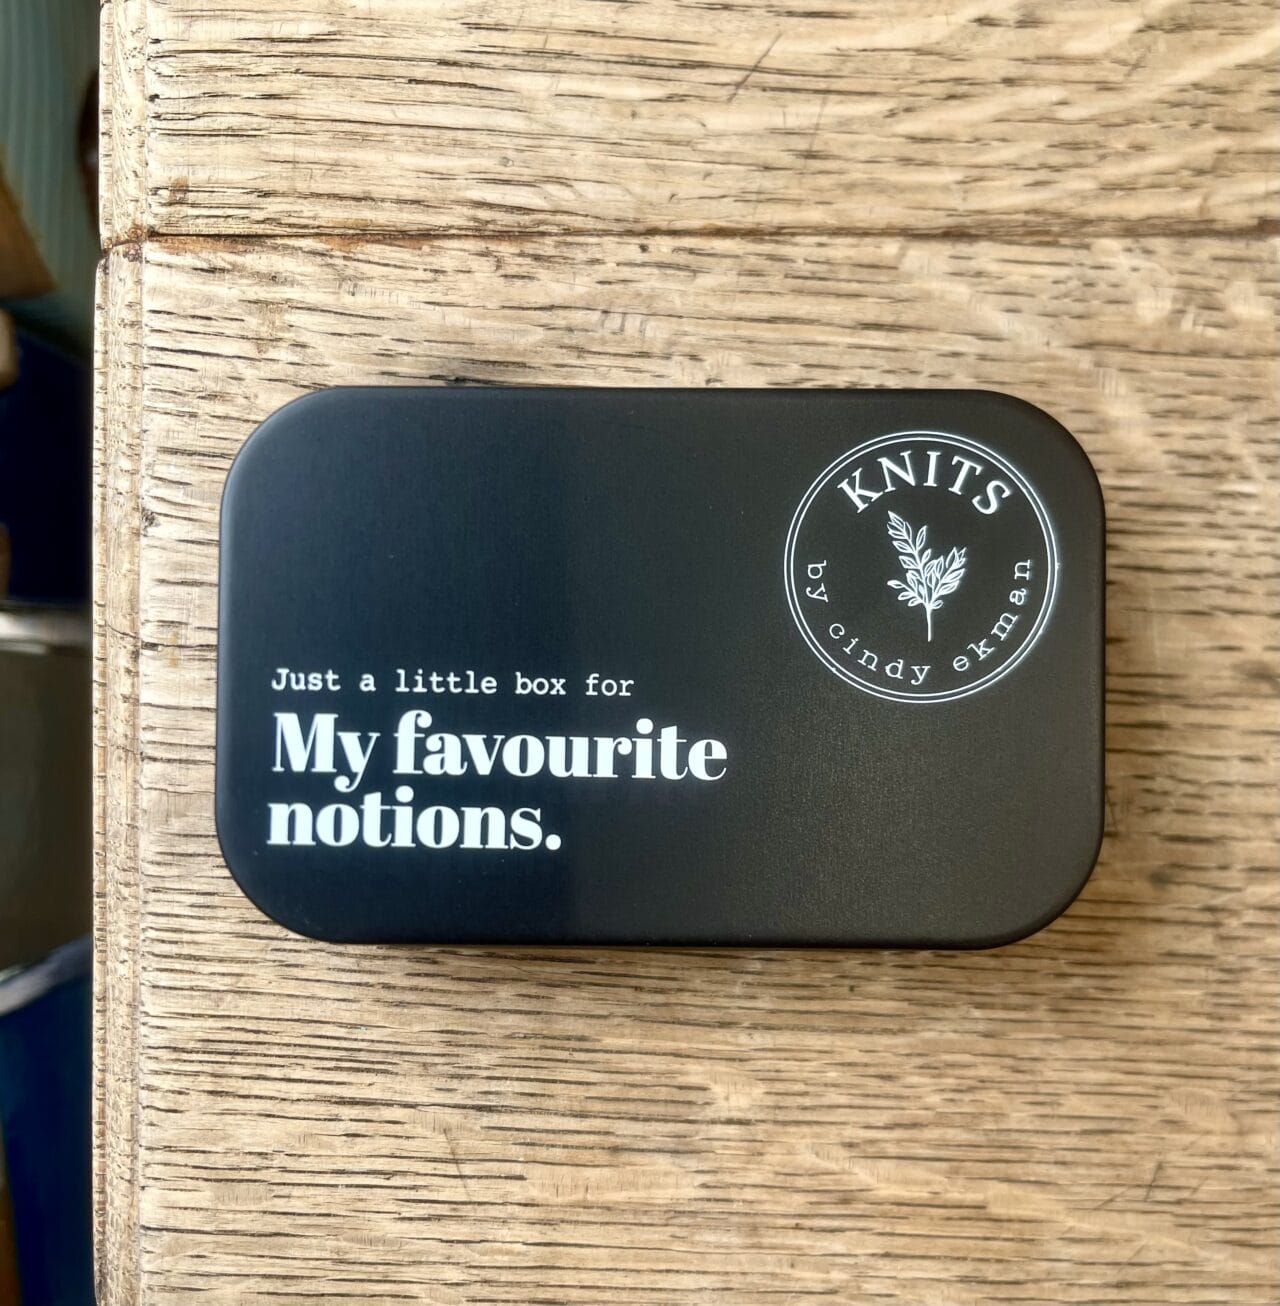 KNITS
by cindy ekman
Just a little box for
My favourite
notions.